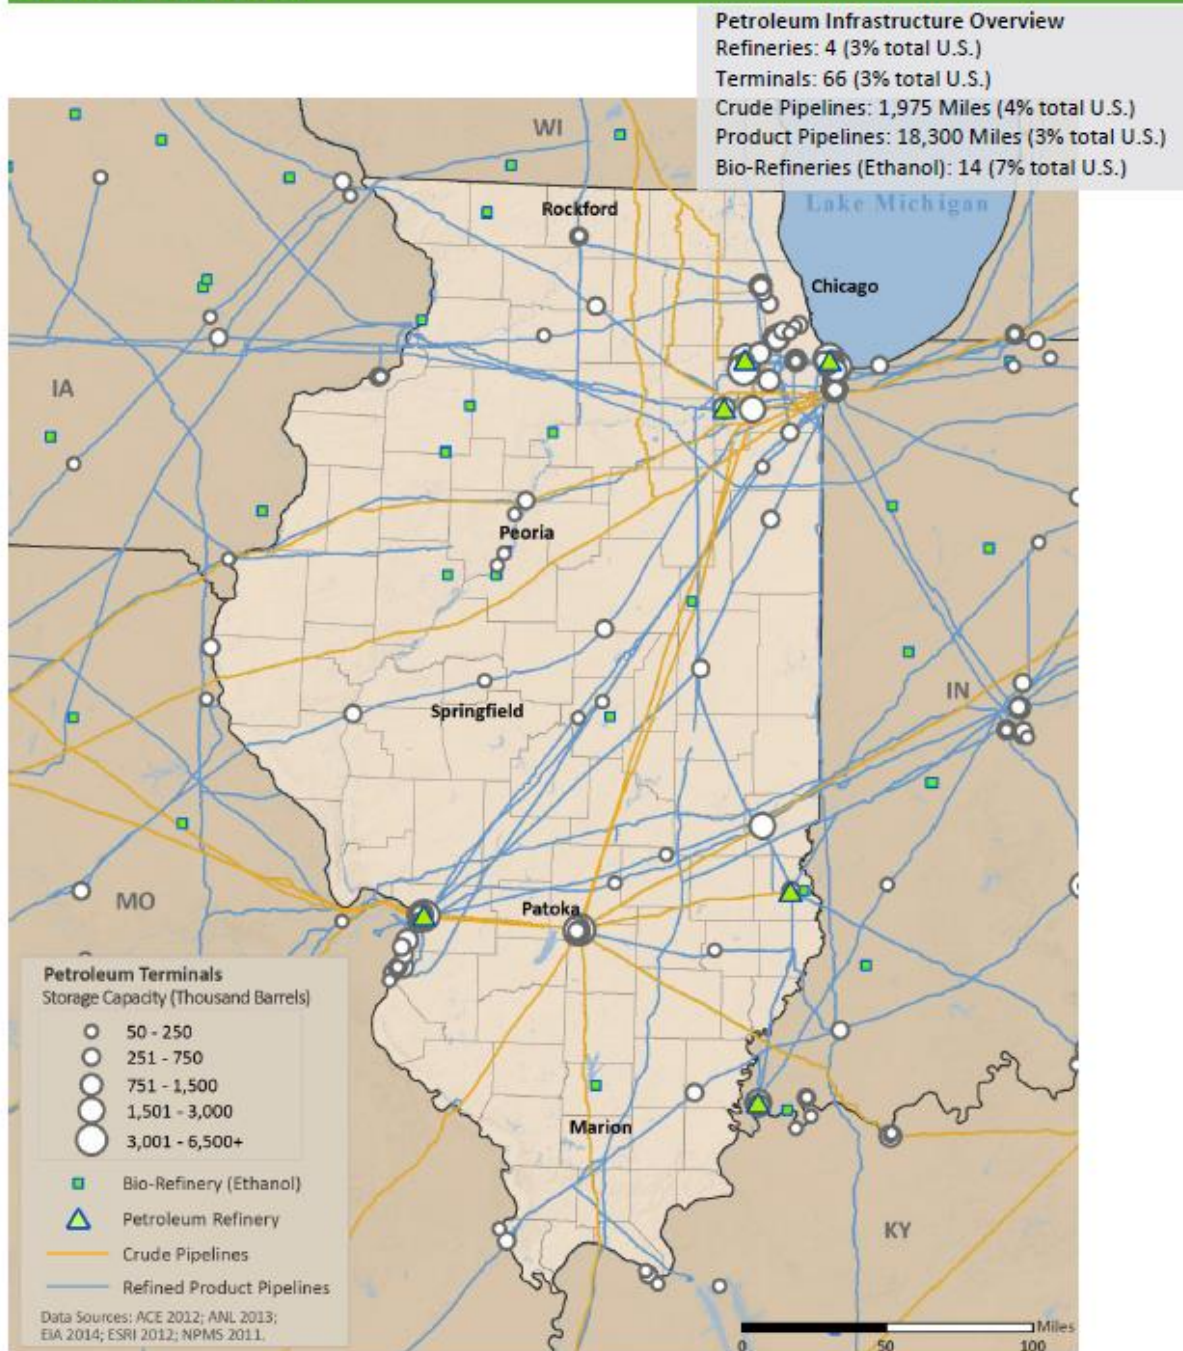 Petroleum Infrastructure Overview
Refineries: 4 (3% total U.S.)
Terminals: 66 (3% total U.S.)
Crude Pipelines: 1,975 Miles (4% total U.S.)
Product Pipelines: 18,300 Miles (3% total U.S.)
Bio-Refineries (Ethanol): 14 (7% total U.S.)
WI
Lake Michigan
Rockford
Chicago
IA
Peoria
IN
Springfield
MO
Patoka
Marion
KY
Petroleum Terminals
Storage Capacity (Thousand Barrels)
50 - 250
251 - 750
751 - 1,500
1,501 - 3,000
3,001 - 6,500+
Bio-Refinery (Ethanol)
Petroleum Refinery
Crude Pipelines
Refined Product Pipelines
Data Sources: ACE 2012; ANL 2013;
EIA 2014; ESRI 2012; NPMS 2011.
Miles
0 50 100